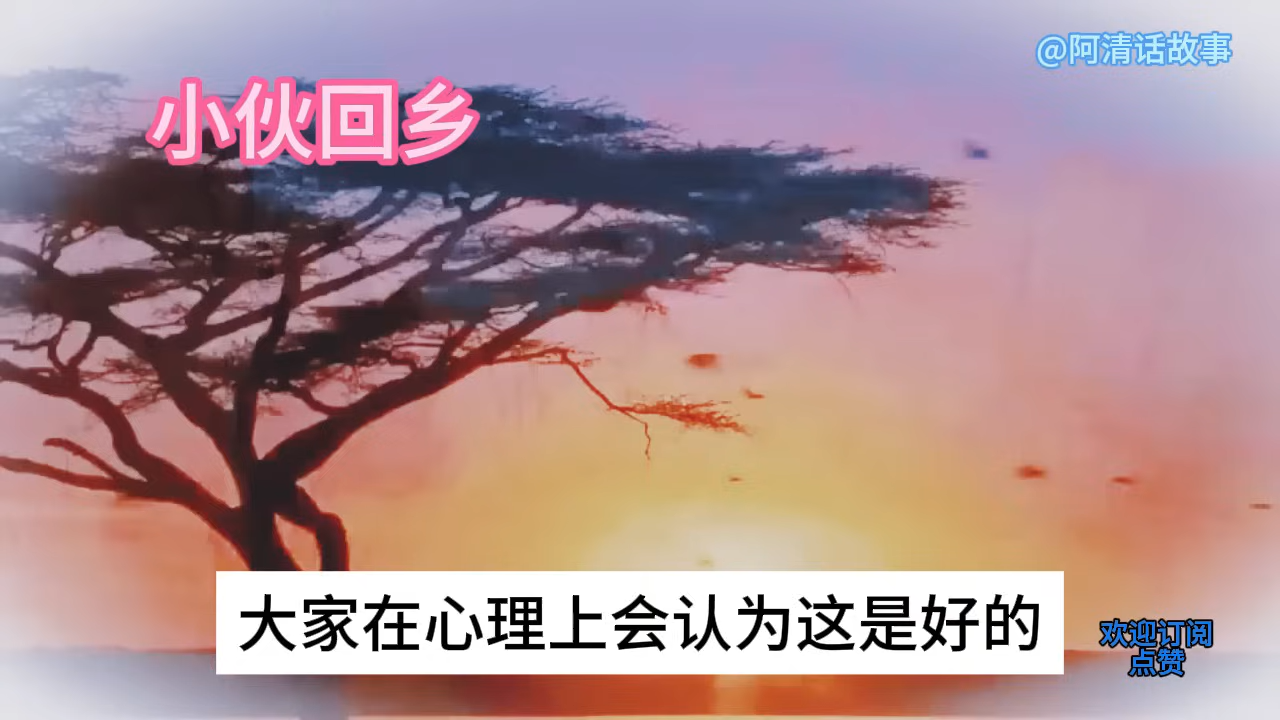 @阿清话故事
小伙回乡
大家在心理上会认为这是好的
欢迎订阅
点赞